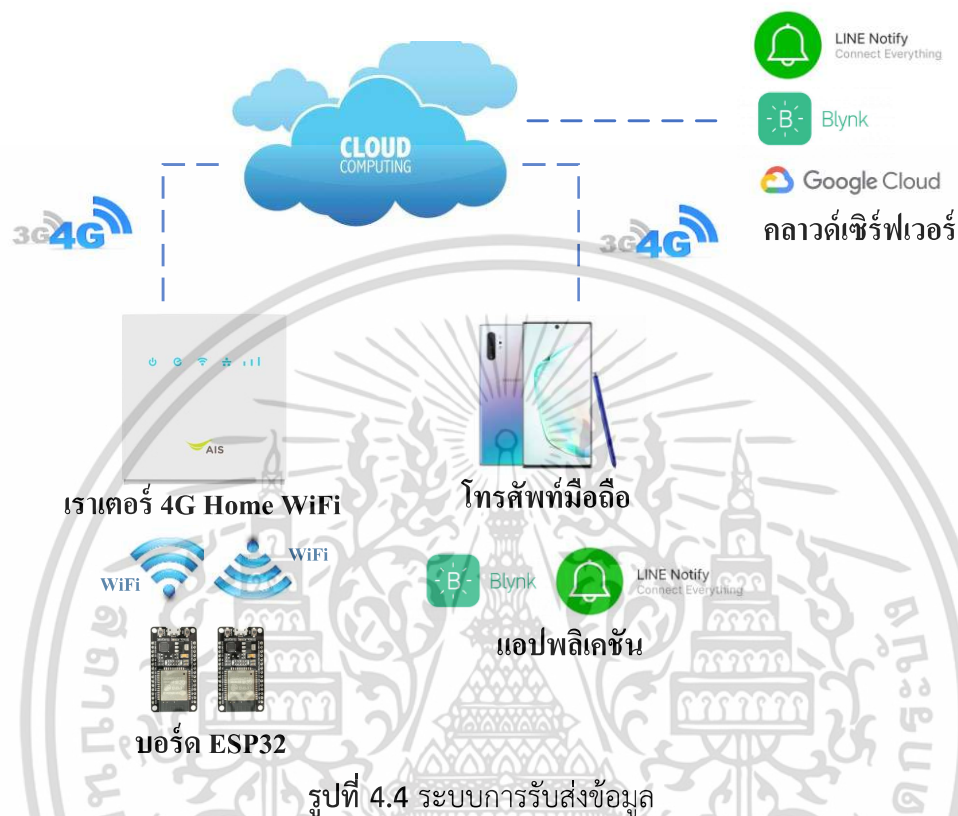 LINE Notify
Connect Everything
B Blynk
Google Cloud
คลาวด์เซิร์ฟเวอร์
CLOUD
COMPUTING
3G 4G
3G 4G
AIS
เราเตอร์ 4G Home WiFi
โทรศัพท์มือถือ
WiFi
WiFi
B Blynk
LINE Notify
Connect Everything
แอปพลิเคชัน
บอร์ด ESP32
รูปที่ 4.4 ระบบการรับส่งข้อมูล